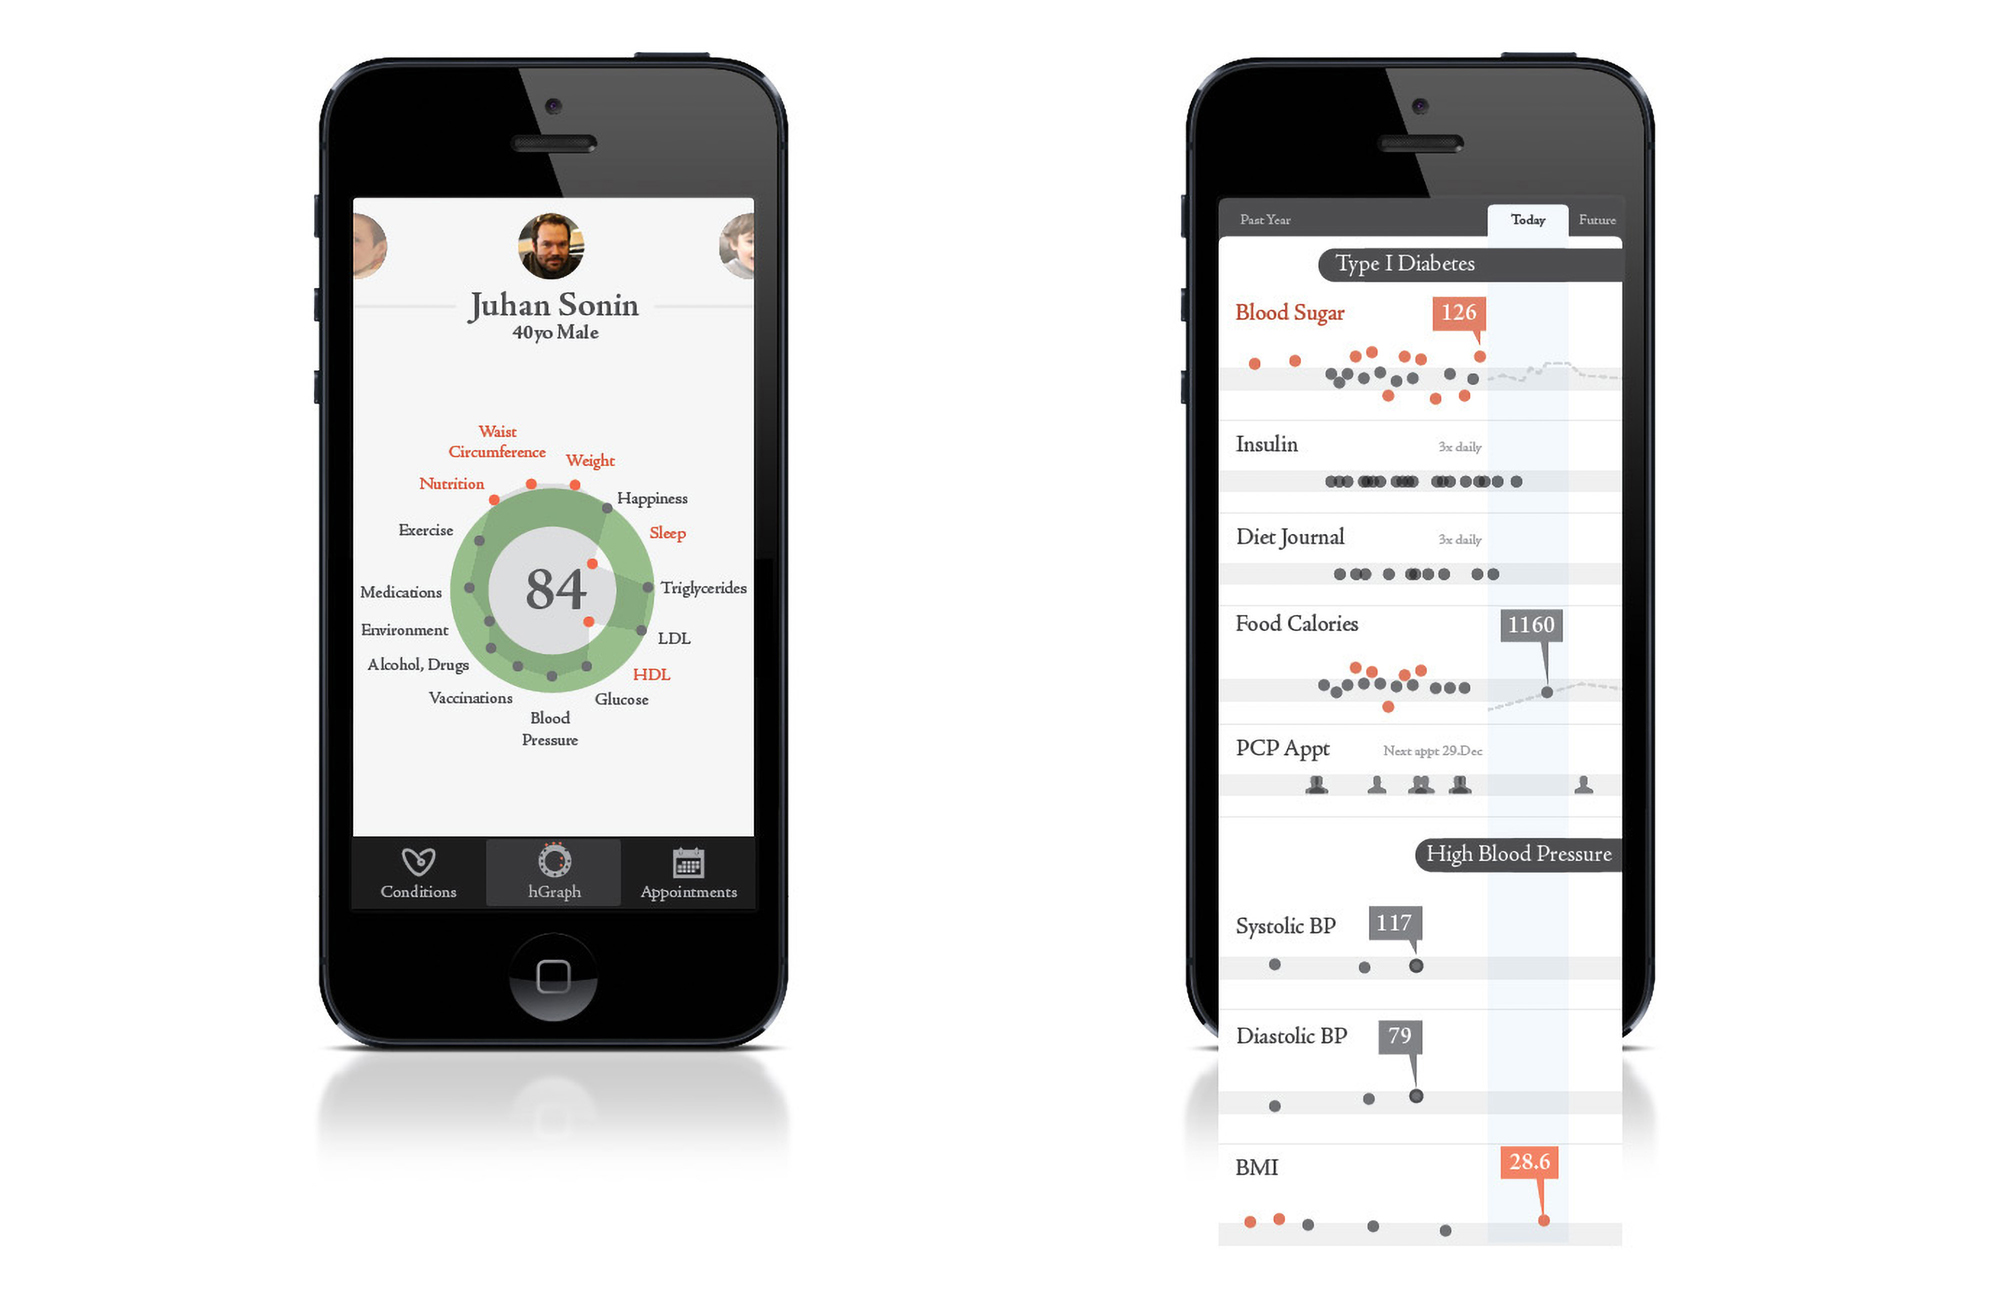 Juhan Sonin
40yo Male
Waist
Circumference
Weight
Nutrition
Happiness
Exercise
Sleep
84
Medications
Triglycerides
Environment
LDL
Alcohol, Drugs
HDL
Vaccinations
Glucose
Blood
Pressure
Conditions
hGraph
Appointments
Past Year
Today
Future
Type I Diabetes
Blood Sugar
126
Insulin
3x daily
Diet Journal
3x daily
Food Calories
1160
PCP Appt
Next appt 29.Dec
High Blood Pressure
Systolic BP
117
Diastolic BP
79
BMI
28.6